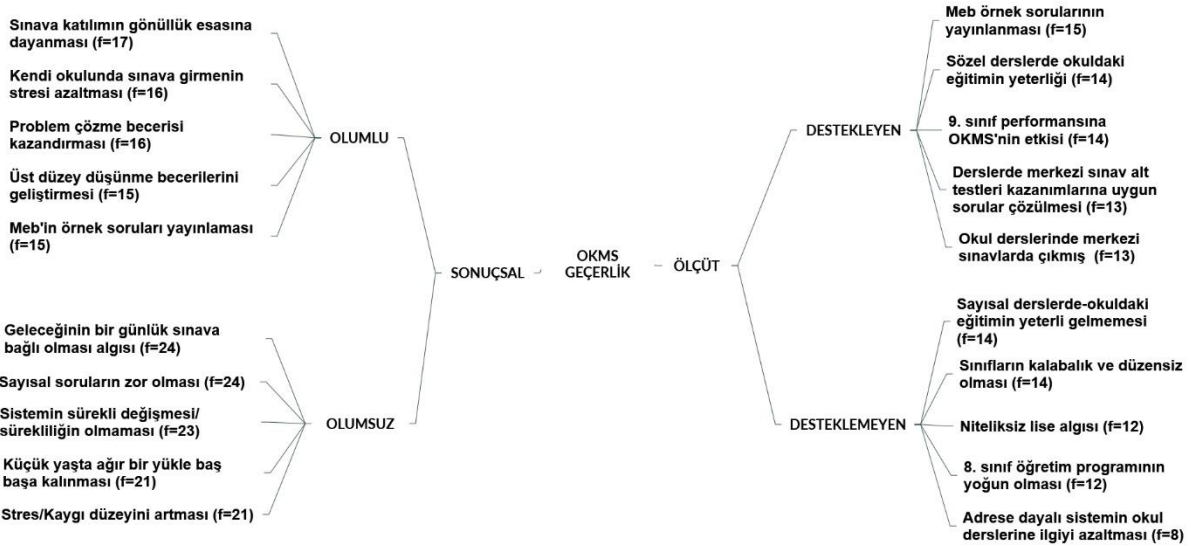 Sınava katılımın gönüllük esasına
dayanması (f=17)
Kendi okulunda sınava girmenin
stresi azaltması (f=16)
Problem çözme becerisi
kazandırması (f=16)
Üst düzey düşünme becerilerini
geliştirmesi (f=15)
Meb'in örnek soruları yayınlaması
(f=15)
OLUMLU
Geleceğinin bir günlük sınava
bağlı olması algısı (f=24)
Sayısal soruların zor olması (f=24)
Sistemin sürekli değişmesi/
sürekliliğin olmaması (f=23)
Küçük yaşta ağır bir yükle baş
başa kalınması (f=21)
Stres/Kaygı düzeyini artması (f=21)
OLUMSUZ
SONUÇSAL
OKMS
GEÇERLİK
ÖLÇÜT
DESTEKLEYEN
Meb örnek sorularının
yayınlanması (f=15)
Sözel derslerde okuldaki
eğitimin yeterliği (f=14)
9. sınıf performansına
OKMS'nin etkisi (f=14)
Derslerde merkezi sınav alt
testleri kazanımlarına uygun
sorular çözülmesi (f=13)
Okul derslerinde merkezi
sınavlarda çıkmış (f=13)
DESTEKLEMEYEN
Sayısal derslerde-okuldaki
eğitimin yeterli gelmemesi
(f=14)
Sınıfların kalabalık ve düzensiz
olması (f=14)
Niteliksiz lise algısı (f=12)
8. sınıf öğretim programının
yoğun olması (f=12)
Adrese dayalı sistemin okul
derslerine ilgiyi azaltması (f=8)